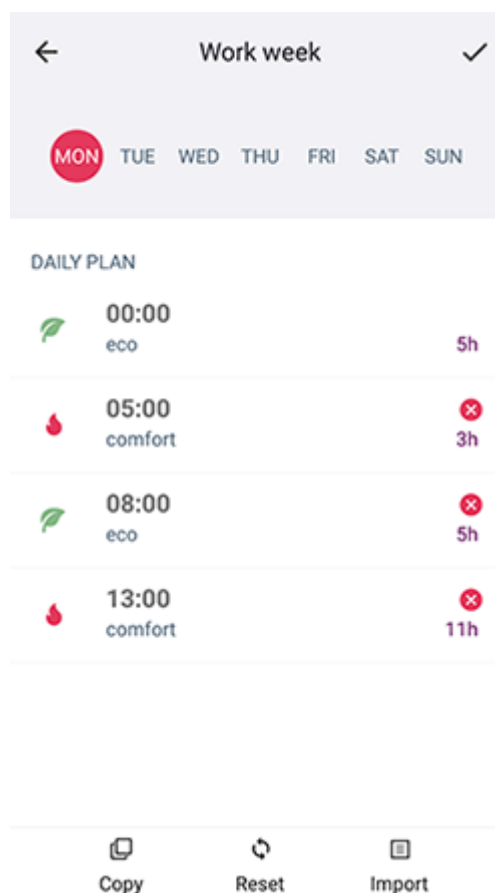 Work week
MON TUE WED THU FRI SAT SUN
DAILY PLAN
00:00
eco 5h
05:00
comfort 3h
08:00
eco 5h
13:00
comfort 11h
Copy Reset Import